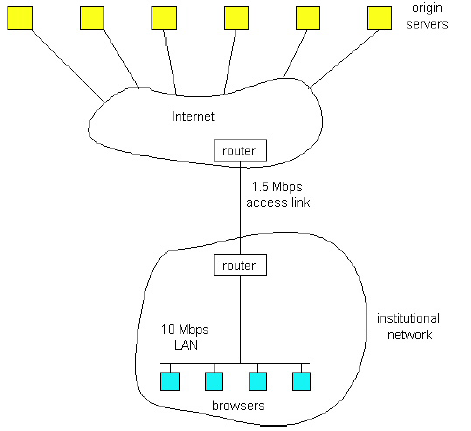 origin
servers
Internet
router
1.5 Mbps
access link
router
institutional
network
10 Mbps
LAN
browsers